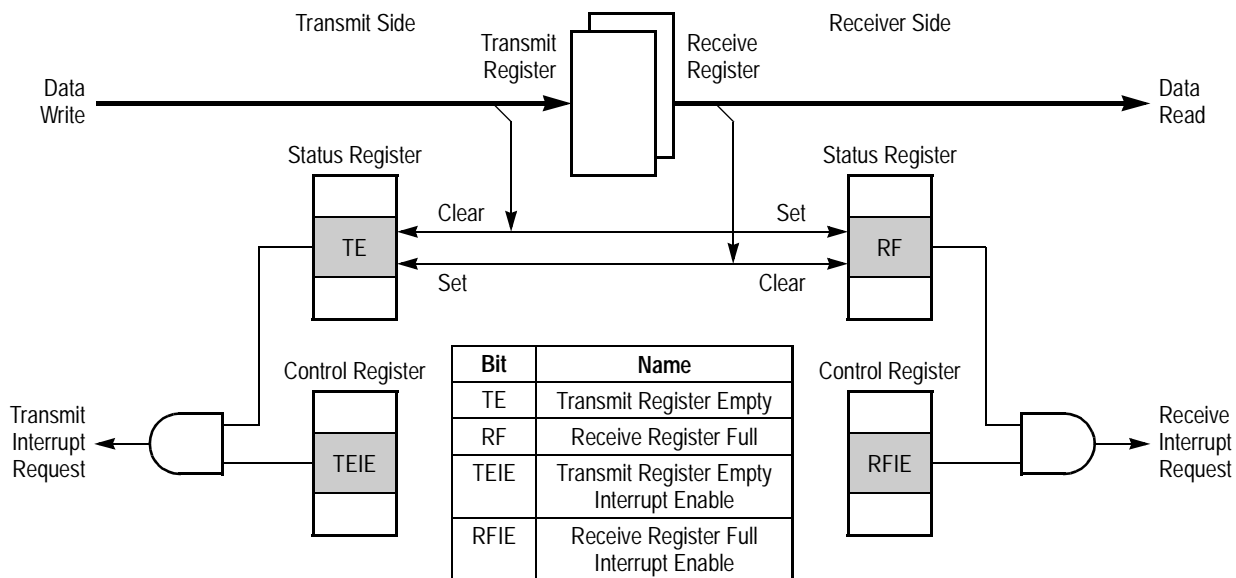 Transmit Side
Receiver Side
Transmit
Register
Receive
Register
Data
Write
Data
Read
Status Register
Status Register
Clear
Set
TE
RF
Set
Clear
Control Register
Control Register
Transmit
Interrupt
Request
TEIE
Bit Name
TE Transmit Register Empty
RF Receive Register Full
TEIE Transmit Register Empty
Interrupt Enable
RFIE Receive Register Full
Interrupt Enable
RFIE
Receive
Interrupt
Request